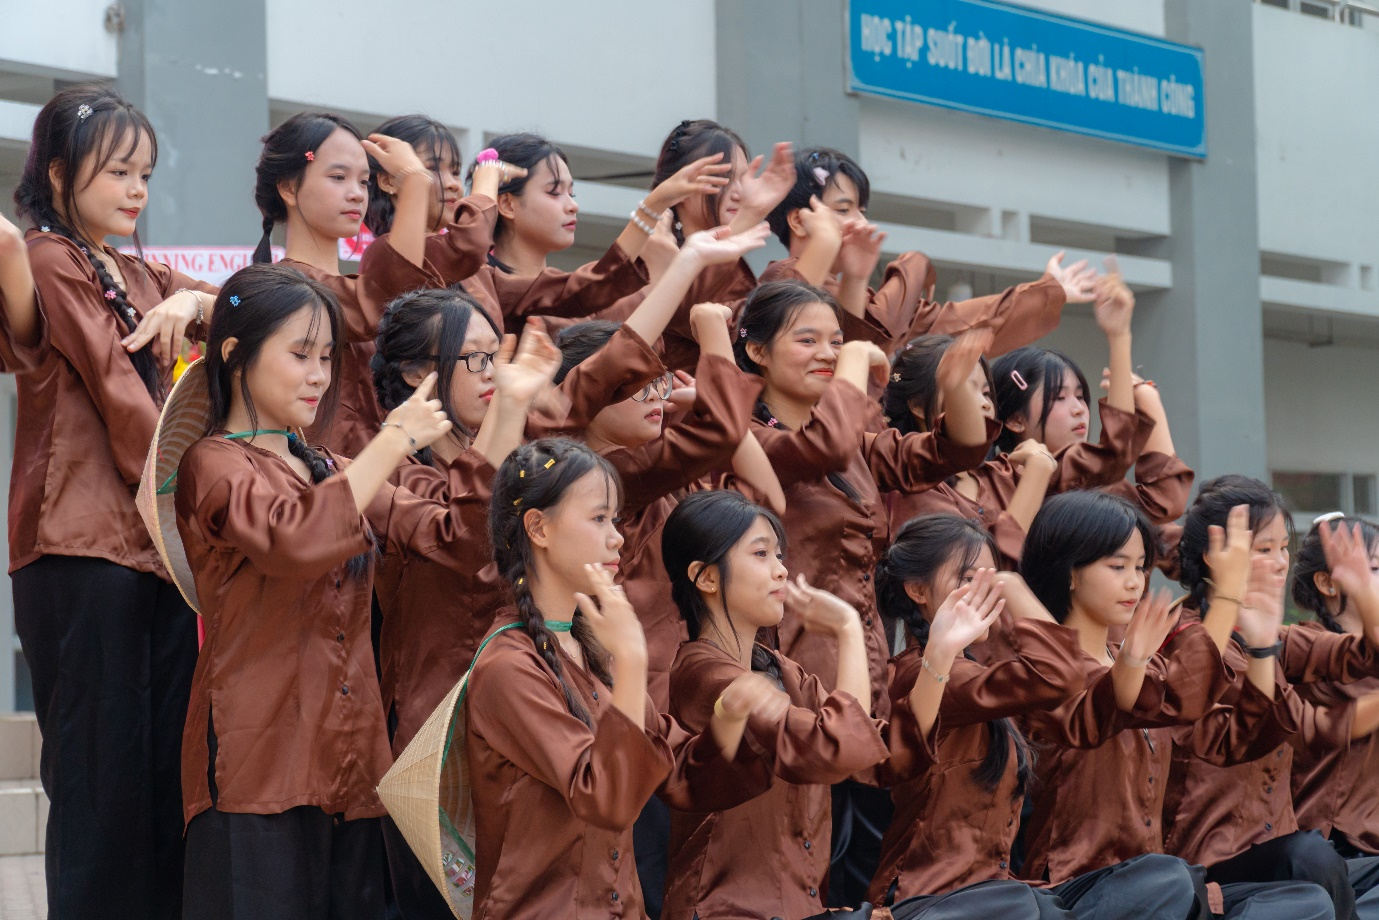 HỌC TẬP SUỐT ĐỜI LÀ CHÌA KHÓA CỦA THÀNH CÔNG